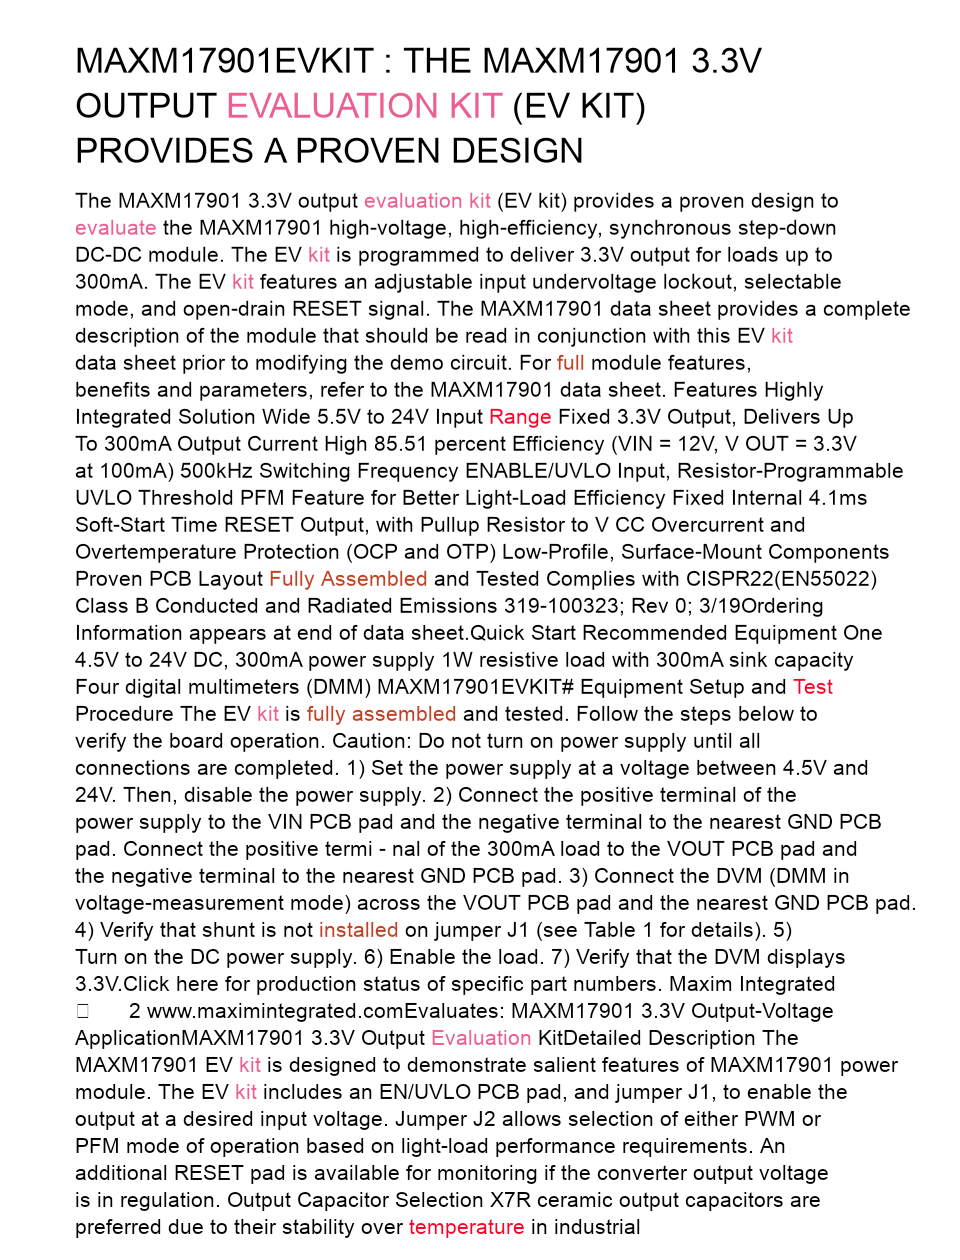 MAXM17901EVKIT : THE MAXM17901 3.3V
OUTPUT EVALUATION KIT (EV KIT)
PROVIDES A PROVEN DESIGN
The MAXM17901 3.3V output evaluation kit (EV kit) provides a proven design to
evaluate the MAXM17901 high-voltage, high-efficiency, synchronous step-down
DC-DC module. The EV kit is programmed to deliver 3.3V output for loads up to
300mA. The EV kit features an adjustable input undervoltage lockout, selectable
mode, and open-drain RESET signal. The MAXM17901 data sheet provides a complete
description of the module that should be read in conjunction with this EV kit
data sheet prior to modifying the demo circuit. For full module features,
benefits and parameters, refer to the MAXM17901 data sheet. Features Highly
Integrated Solution Wide 5.5V to 24V Input Range Fixed 3.3V Output, Delivers Up
To 300mA Output Current High 85.51 percent Efficiency (VIN = 12V, V OUT = 3.3V
at 100mA) 500kHz Switching Frequency ENABLE/UVLO Input, Resistor-Programmable
UVLO Threshold PFM Feature for Better Light-Load Efficiency Fixed Internal 4.1ms
Soft-Start Time RESET Output, with Pullup Resistor to V CC Overcurrent and
Overtemperature Protection (OCP and OTP) Low-Profile, Surface-Mount Components
Proven PCB Layout Fully Assembled and Tested Complies with CISPR22(EN55022)
Class B Conducted and Radiated Emissions 319-100323; Rev 0; 3/19Ordering
Information appears at end of data sheet.Quick Start Recommended Equipment One
4.5V to 24V DC, 300mA power supply 1W resistive load with 300mA sink capacity
Four digital multimeters (DMM) MAXM17901EVKIT# Equipment Setup and Test
Procedure The EV kit is fully assembled and tested. Follow the steps below to
verify the board operation. Caution: Do not turn on power supply until all
connections are completed. 1) Set the power supply at a voltage between 4.5V and
24V. Then, disable the power supply. 2) Connect the positive terminal of the
power supply to the VIN PCB pad and the negative terminal to the nearest GND PCB
pad. Connect the positive termi - nal of the 300mA load to the VOUT PCB pad and
the negative terminal to the nearest GND PCB pad. 3) Connect the DVM (DMM in
voltage-measurement mode) across the VOUT PCB pad and the nearest GND PCB pad.
4) Verify that shunt is not installed on jumper J1 (see Table 1 for details). 5)
Turn on the DC power supply. 6) Enable the load. 7) Verify that the DVM displays
3.3V.Click here for production status of specific part numbers. Maxim Integrated
2 www.maximintegrated.comEvaluates: MAXM17901 3.3V Output-Voltage
ApplicationMAXM17901 3.3V Output Evaluation KitDetailed Description The
MAXM17901 EV kit is designed to demonstrate salient features of MAXM17901 power
module. The EV kit includes an EN/UVLO PCB pad, and jumper J1, to enable the
output at a desired input voltage. Jumper J2 allows selection of either PWM or
PFM mode of operation based on light-load performance requirements. An
additional RESET pad is available for monitoring if the converter output voltage
is in regulation. Output Capacitor Selection X7R ceramic output capacitors are
preferred due to their stability over temperature in industrial